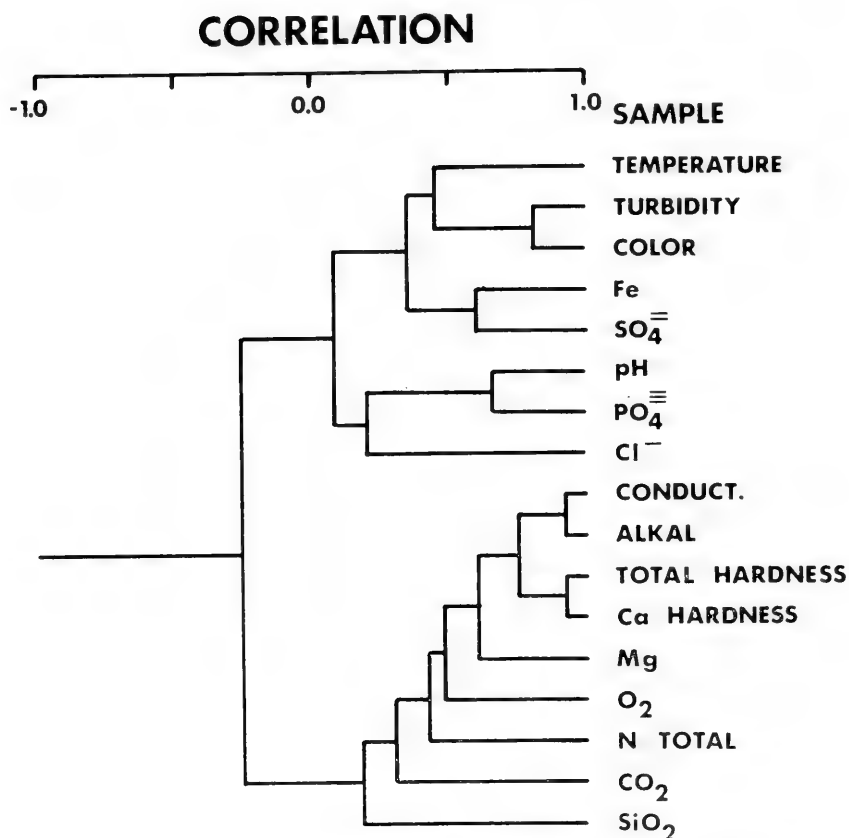 CORRELATION
-1.0 0.0 1.0
SAMPLE
TEMPERATURE
TURBIDITY
COLOR
Fe
SO₄⁼
pH
PO₄≡
Cl⁻
CONDUCT.
ALKAL
TOTAL HARDNESS
Ca HARDNESS
Mg
O₂
N TOTAL
CO₂
SiO₂